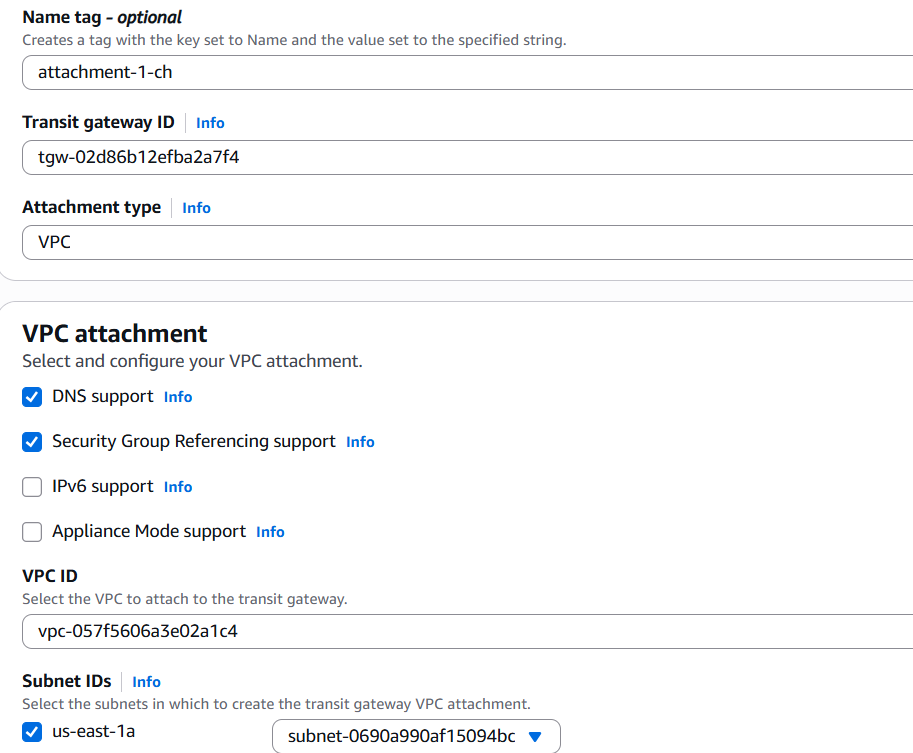 Name tag - optional
Creates a tag with the key set to Name and the value set to the specified string.
attachment-1-ch
Transit gateway ID Info
tgw-02d86b12efba2a7f4
Attachment type Info
VPC
VPC attachment
Select and configure your VPC attachment.
DNS support Info
Security Group Referencing support Info
IPv6 support Info
Appliance Mode support Info
VPC ID
Select the VPC to attach to the transit gateway.
vpc-057f5606a3e02a1c4
Subnet IDs Info
Select the subnets in which to create the transit gateway VPC attachment.
us-east-1a subnet-0690a990af15094bc